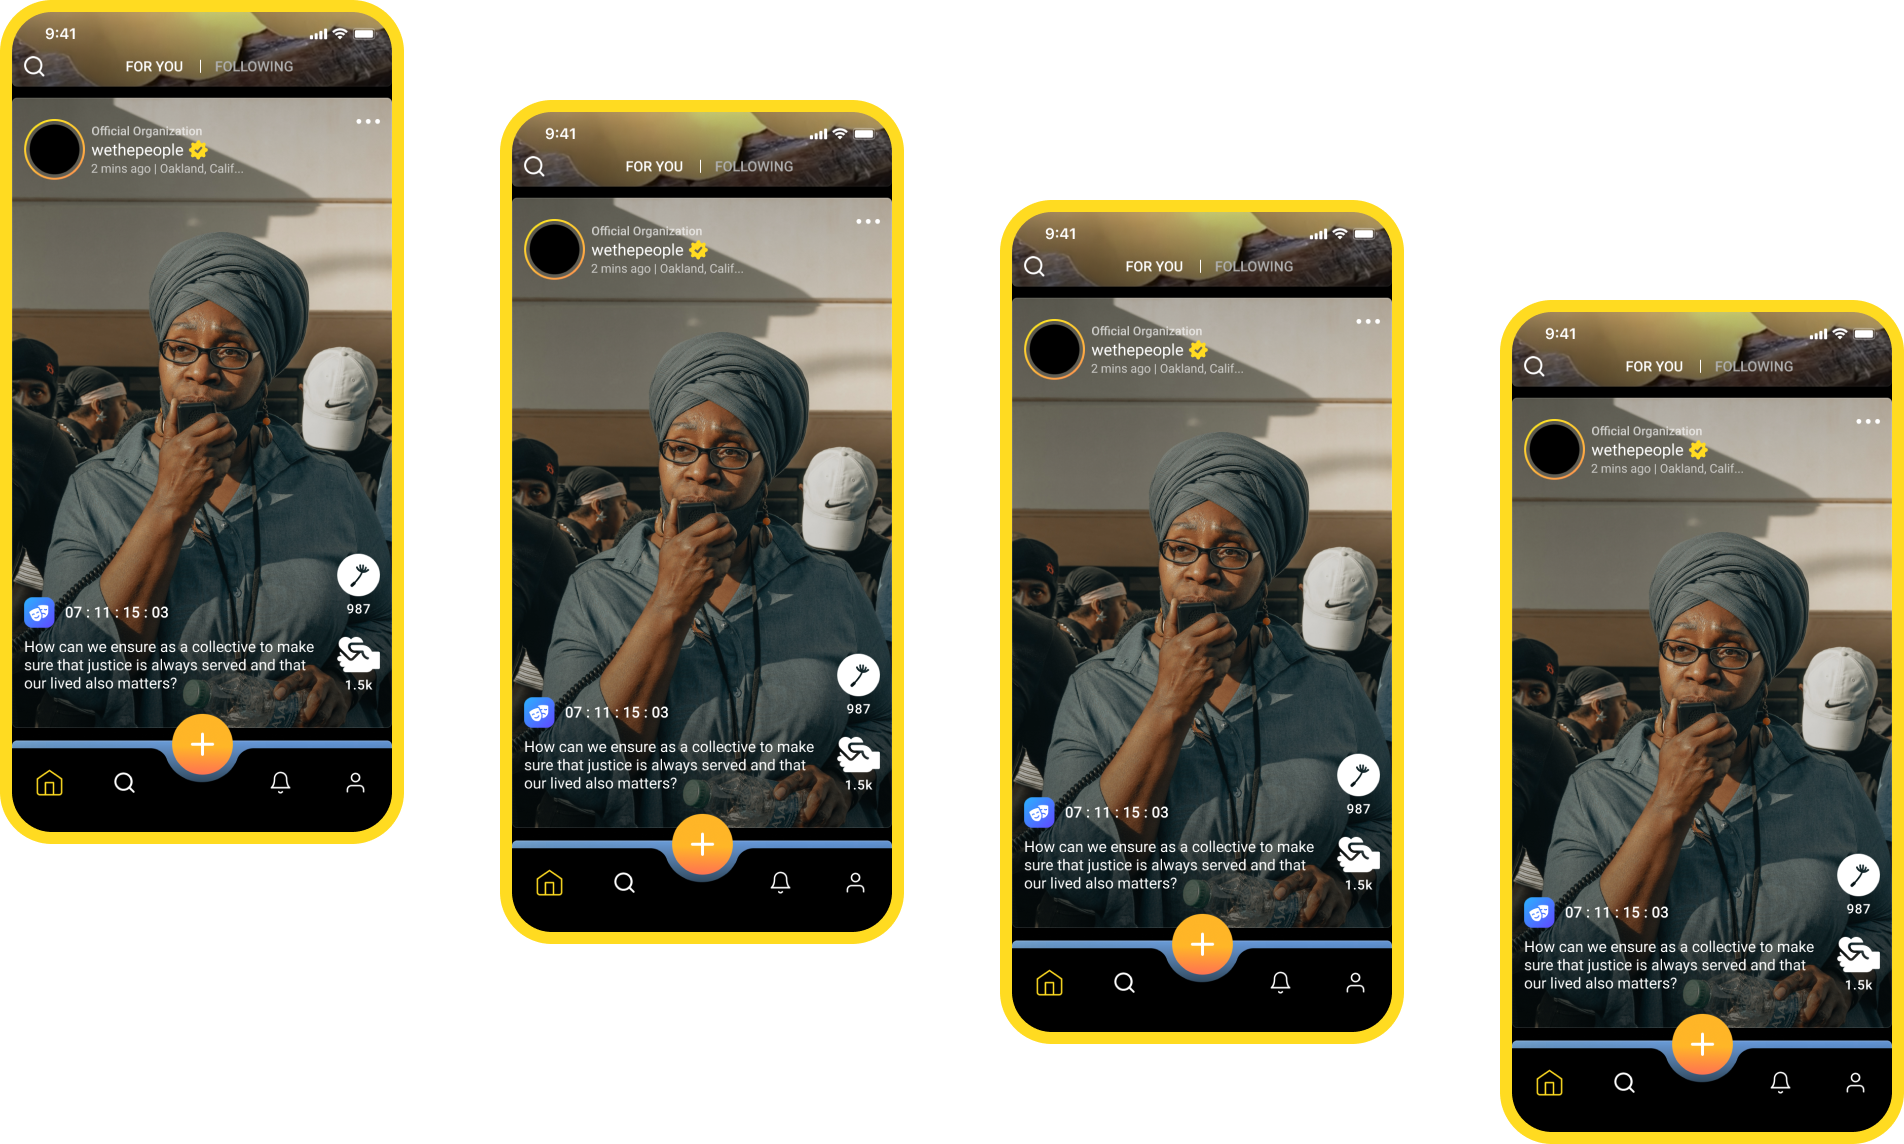 9:41
FOR YOU | FOLLOWING
Official Organization
wethepeople
2 mins ago | Oakland, Calif...
987
07 : 11 : 15 : 03
How can we ensure as a collective to make
sure that justice is always served and that
our lived also matters?
1.5k
9:41
FOR YOU | FOLLOWING
Official Organization
wethepeople
2 mins ago | Oakland, Calif...
987
07 : 11 : 15 : 03
How can we ensure as a collective to make
sure that justice is always served and that
our lived also matters?
1.5k
9:41
FOR YOU | FOLLOWING
Official Organization
wethepeople
2 mins ago | Oakland, Calif...
987
07 : 11 : 15 : 03
How can we ensure as a collective to make
sure that justice is always served and that
our lived also matters?
1.5k
9:41
FOR YOU | FOLLOWING
Official Organization
wethepeople
2 mins ago | Oakland, Calif...
987
07 : 11 : 15 : 03
How can we ensure as a collective to make
sure that justice is always served and that
our lived also matters?
1.5k